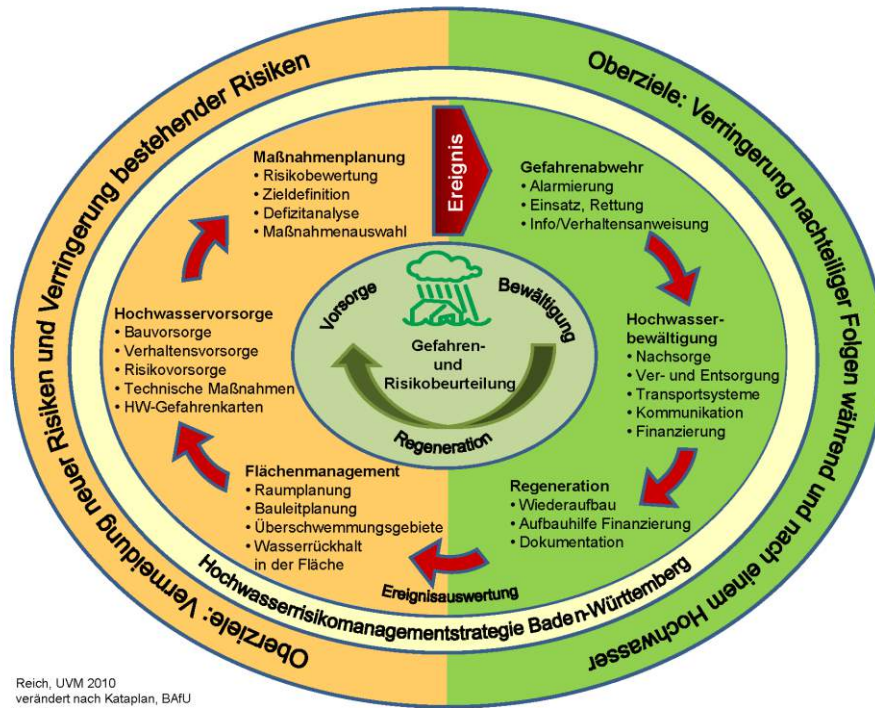 Oberziele: Vermeidung neuer Risiken und Verringerung bestehender Risiken
Oberziele: Verringerung nachteiliger Folgen während und nach einem Hochwasser
Hochwasserrisikomanagementstrategie Baden-Württemberg
Ereignis
Maßnahmenplanung
• Risikobewertung
• Zieldefinition
• Defizitanalyse
• Maßnahmenauswahl
Gefahrenabwehr
• Alarmierung
• Einsatz, Rettung
• Info/Verhaltensanweisung
Hochwasser-
bewältigung
• Nachsorge
• Ver- und Entsorgung
• Transportsysteme
• Kommunikation
• Finanzierung
Regeneration
• Wiederaufbau
• Aufbauhilfe Finanzierung
• Dokumentation
Ereignisauswertung
Flächenmanagement
• Raumplanung
• Bauleitplanung
• Überschwemmungsgebiete
• Wasserrückhalt
in der Fläche
Hochwasservorsorge
• Bauvorsorge
• Verhaltensvorsorge
• Risikovorsorge
• Technische Maßnahmen
• HW-Gefahrenkarten
Vorsorge
Bewältigung
Gefahren-
und
Risikobeurteilung
Regeneration
Reich, UVM 2010
verändert nach Kataplan, BAfU